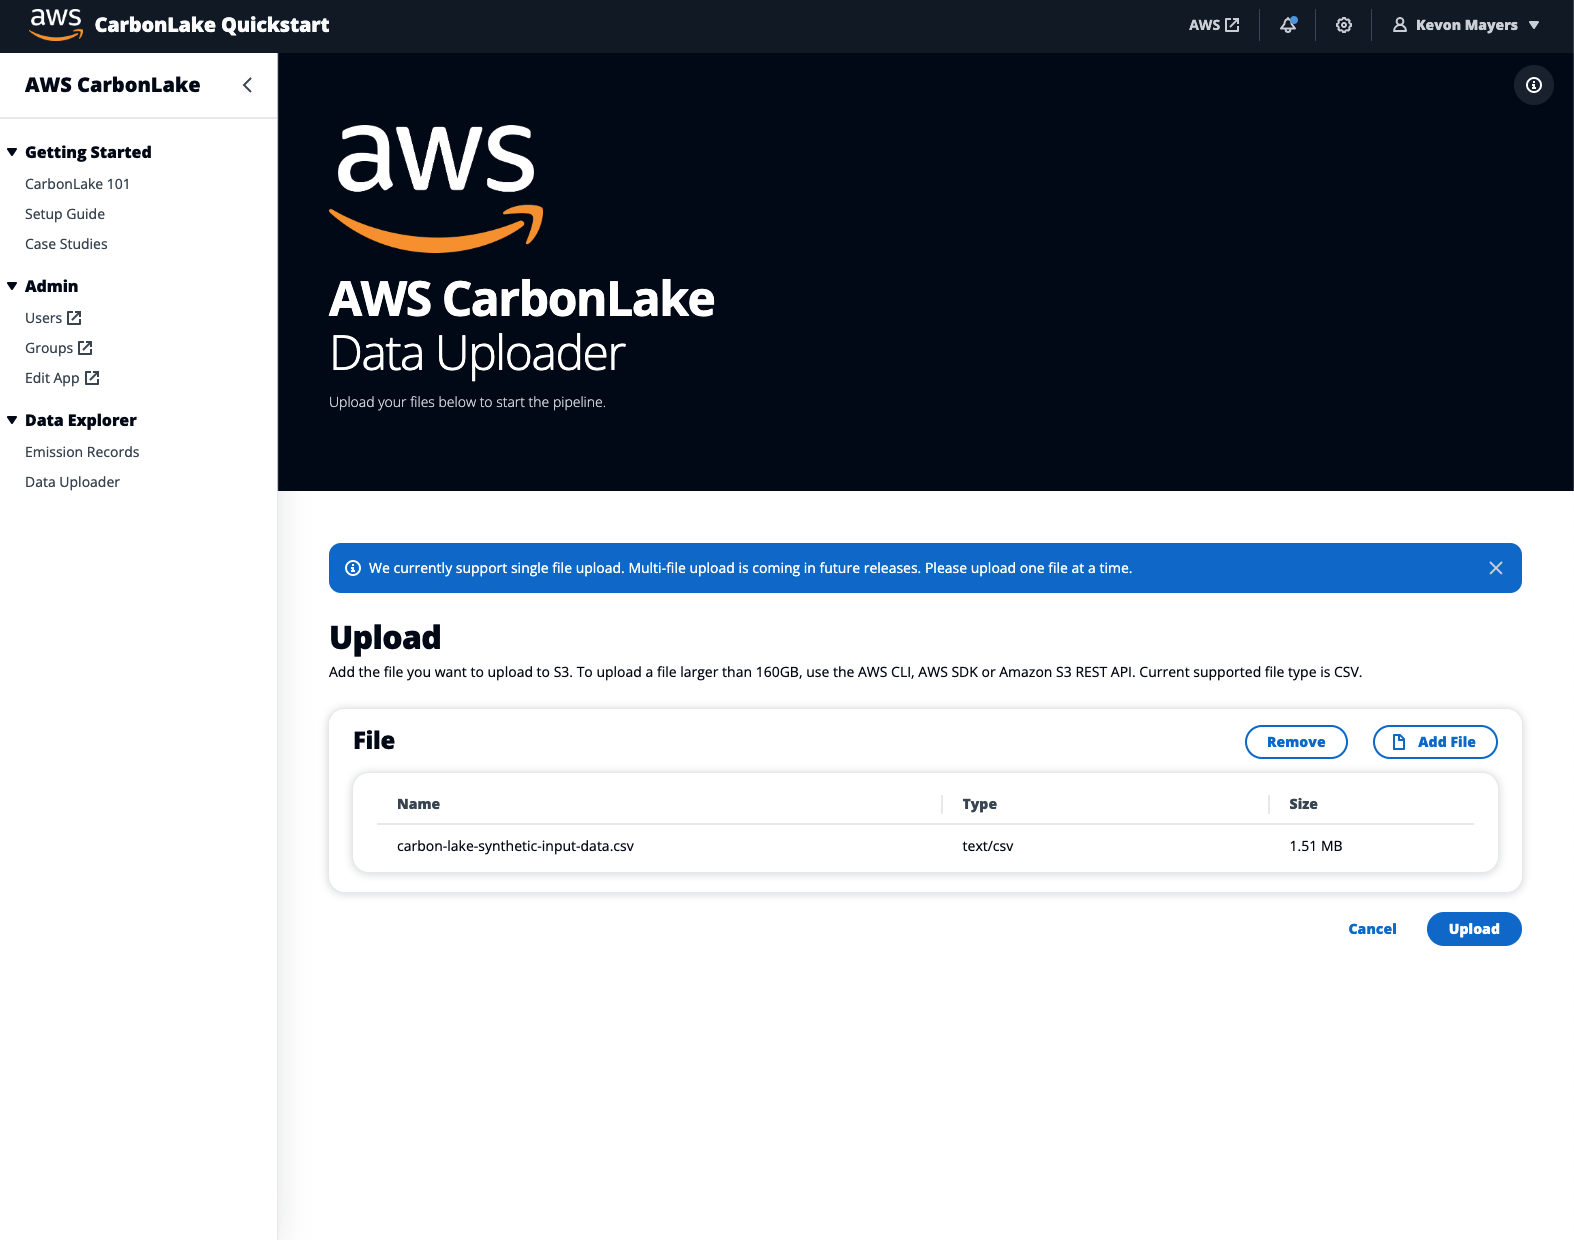 aws CarbonLake Quickstart
AWS
Kevon Mayers
AWS CarbonLake
Getting Started
CarbonLake 101
Setup Guide
Case Studies
Admin
Users
Groups
Edit App
Data Explorer
Emission Records
Data Uploader
aws
AWS CarbonLake
Data Uploader
Upload your files below to start the pipeline.
We currently support single file upload. Multi-file upload is coming in future releases. Please upload one file at a time.
Upload
Add the file you want to upload to S3. To upload a file larger than 160GB, use the AWS CLI, AWS SDK or Amazon S3 REST API. Current supported file type is CSV.
File
Remove
Add File
Name Type Size
carbon-lake-synthetic-input-data.csv text/csv 1.51 MB
Cancel
Upload